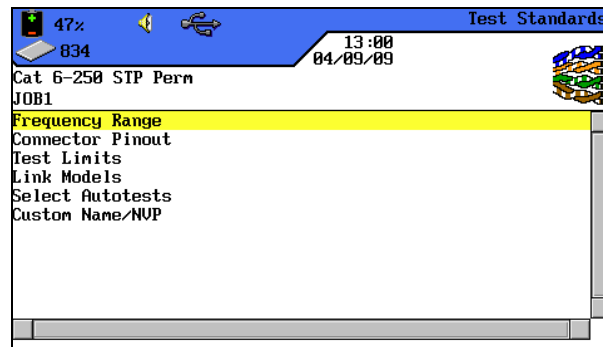 47%
Test Standards
834
13:00
04/09/09
Cat 6-250 STP Perm
JOB1
Frequency Range
Connector Pinout
Test Limits
Link Models
Select Autotests
Custom Name/NVP